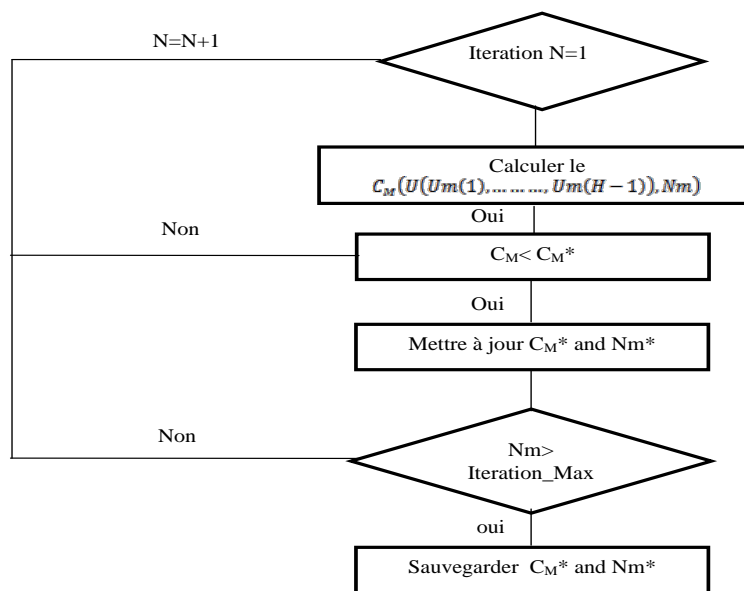 N=N+1
Iteration N=1
Calculer le
C_M(U(Um(1),………,Um(H−1)),Nm)
Oui
Non
C_M< C_M*
Oui
Mettre à jour C_M* and Nm*
Non
Nm>
Iteration_Max
oui
Sauvegarder C_M* and Nm*